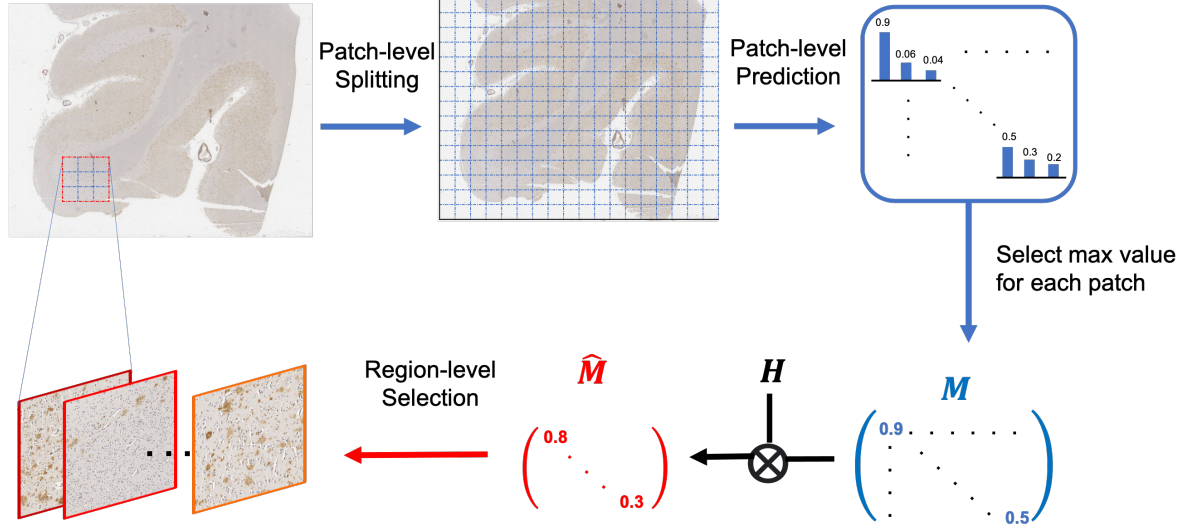 Patch-level
Splitting
Patch-level
Prediction
0.9
0.06
0.04
0.5
0.3
0.2
Select max value
for each patch
Region-level
Selection
M̂
0.8
0.3
H
M
0.9
0.5